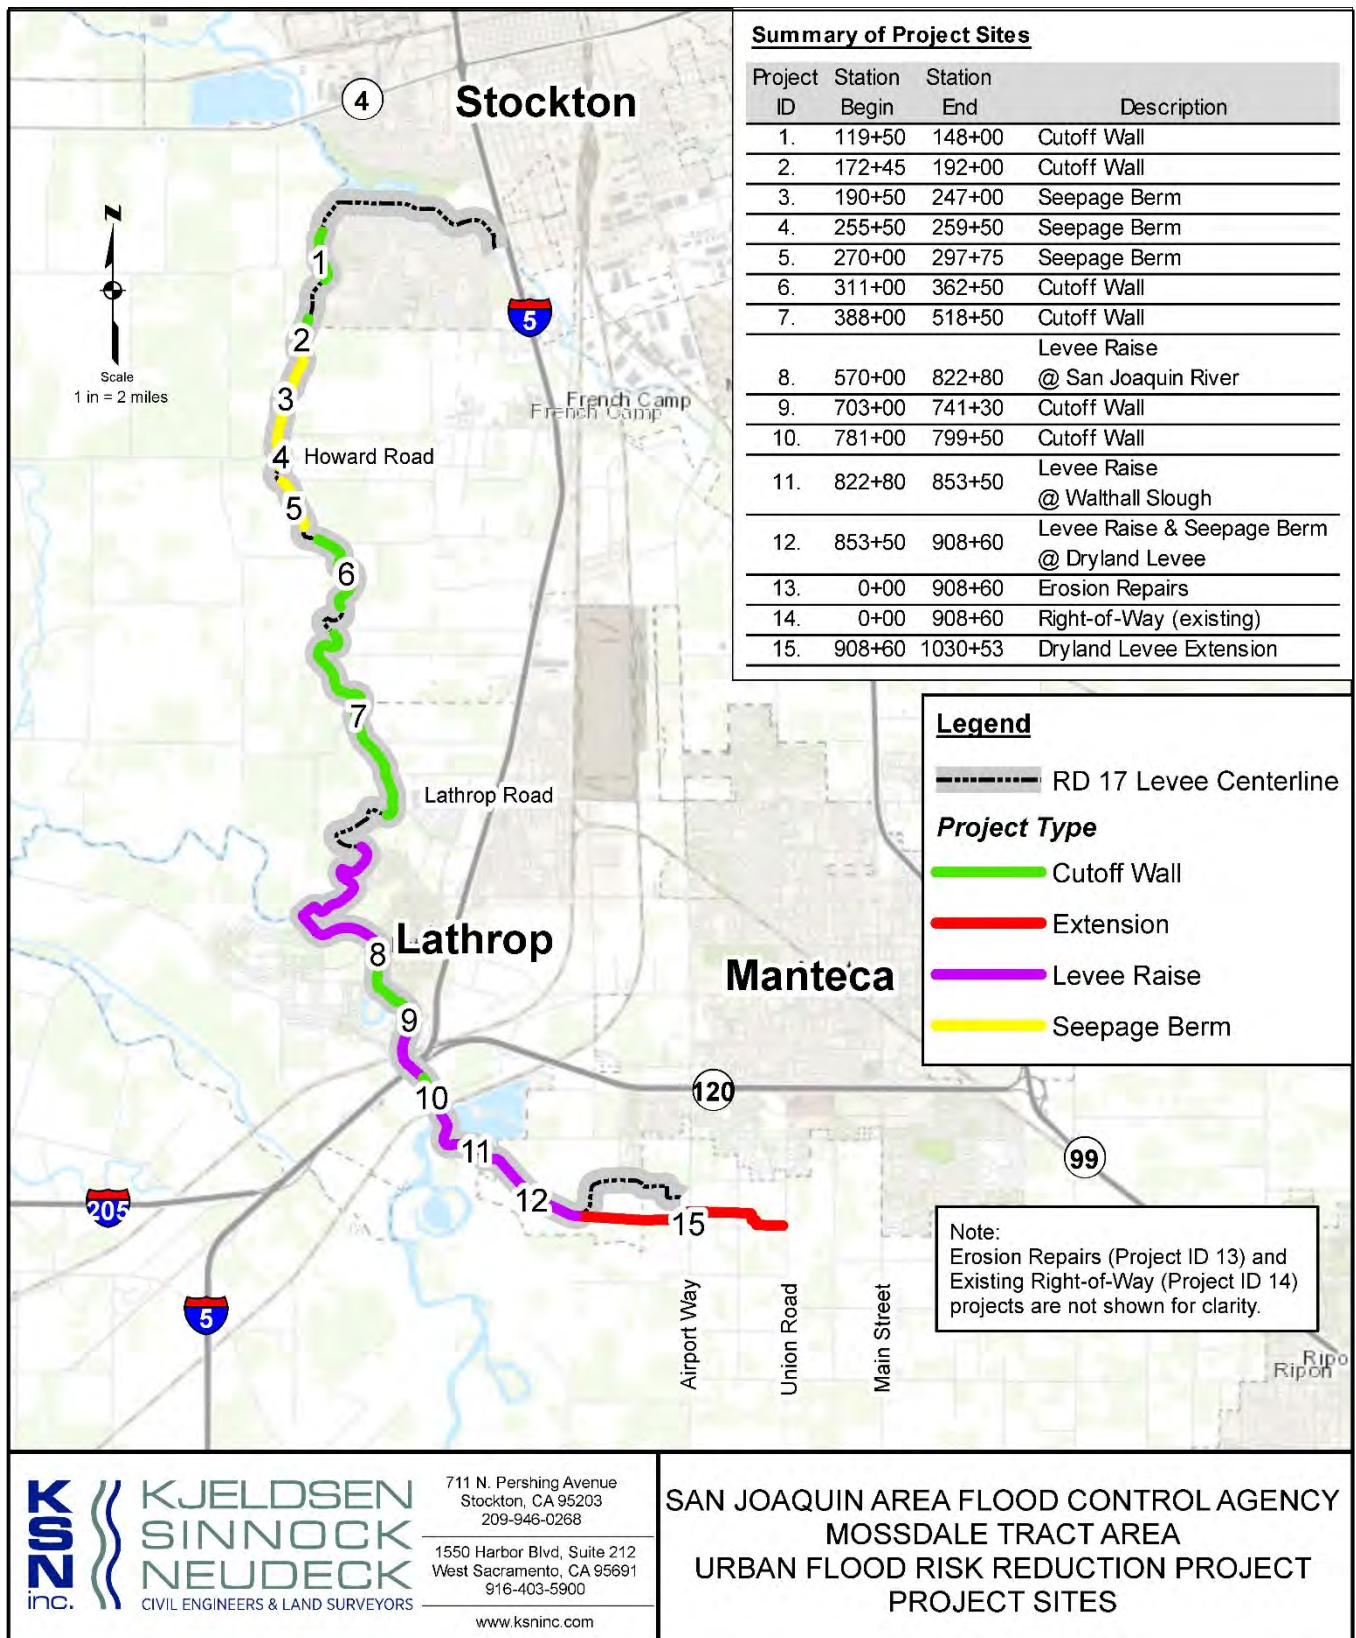 Summary of Project Sites
Project Station Station
ID Begin End Description
1. 119+50 148+00 Cutoff Wall
2. 172+45 192+00 Cutoff Wall
3. 190+50 247+00 Seepage Berm
4. 255+50 259+50 Seepage Berm
5. 270+00 297+75 Seepage Berm
6. 311+00 362+50 Cutoff Wall
7. 388+00 518+50 Cutoff Wall
Levee Raise
8. 570+00 822+80 @ San Joaquin River
9. 703+00 741+30 Cutoff Wall
10. 781+00 799+50 Cutoff Wall
11. 822+80 853+50 Levee Raise
@ Walthall Slough
12. 853+50 908+60 Levee Raise & Seepage Berm
@ Dryland Levee
13. 0+00 908+60 Erosion Repairs
14. 0+00 908+60 Right-of-Way (existing)
15. 908+60 1030+53 Dryland Levee Extension
4
Stockton
N
Scale
1 in = 2 miles
1
2
3
4
Howard Road
5
6
7
5
French Camp
French Camp
Lathrop Road
8
Lathrop
9
10
11
12
15
Manteca
120
99
205
5
Airport Way
Union Road
Main Street
Ripo
Ripon
Legend
RD 17 Levee Centerline
Project Type
Cutoff Wall
Extension
Levee Raise
Seepage Berm
Note:
Erosion Repairs (Project ID 13) and
Existing Right-of-Way (Project ID 14)
projects are not shown for clarity.
KSN
inc.
KJELDSEN
SINNOCK
NEUDECK
CIVIL ENGINEERS & LAND SURVEYORS
711 N. Pershing Avenue
Stockton, CA 95203
209-946-0268
1550 Harbor Blvd, Suite 212
West Sacramento, CA 95691
916-403-5900
www.ksninc.com
SAN JOAQUIN AREA FLOOD CONTROL AGENCY
MOSSDALE TRACT AREA
URBAN FLOOD RISK REDUCTION PROJECT
PROJECT SITES